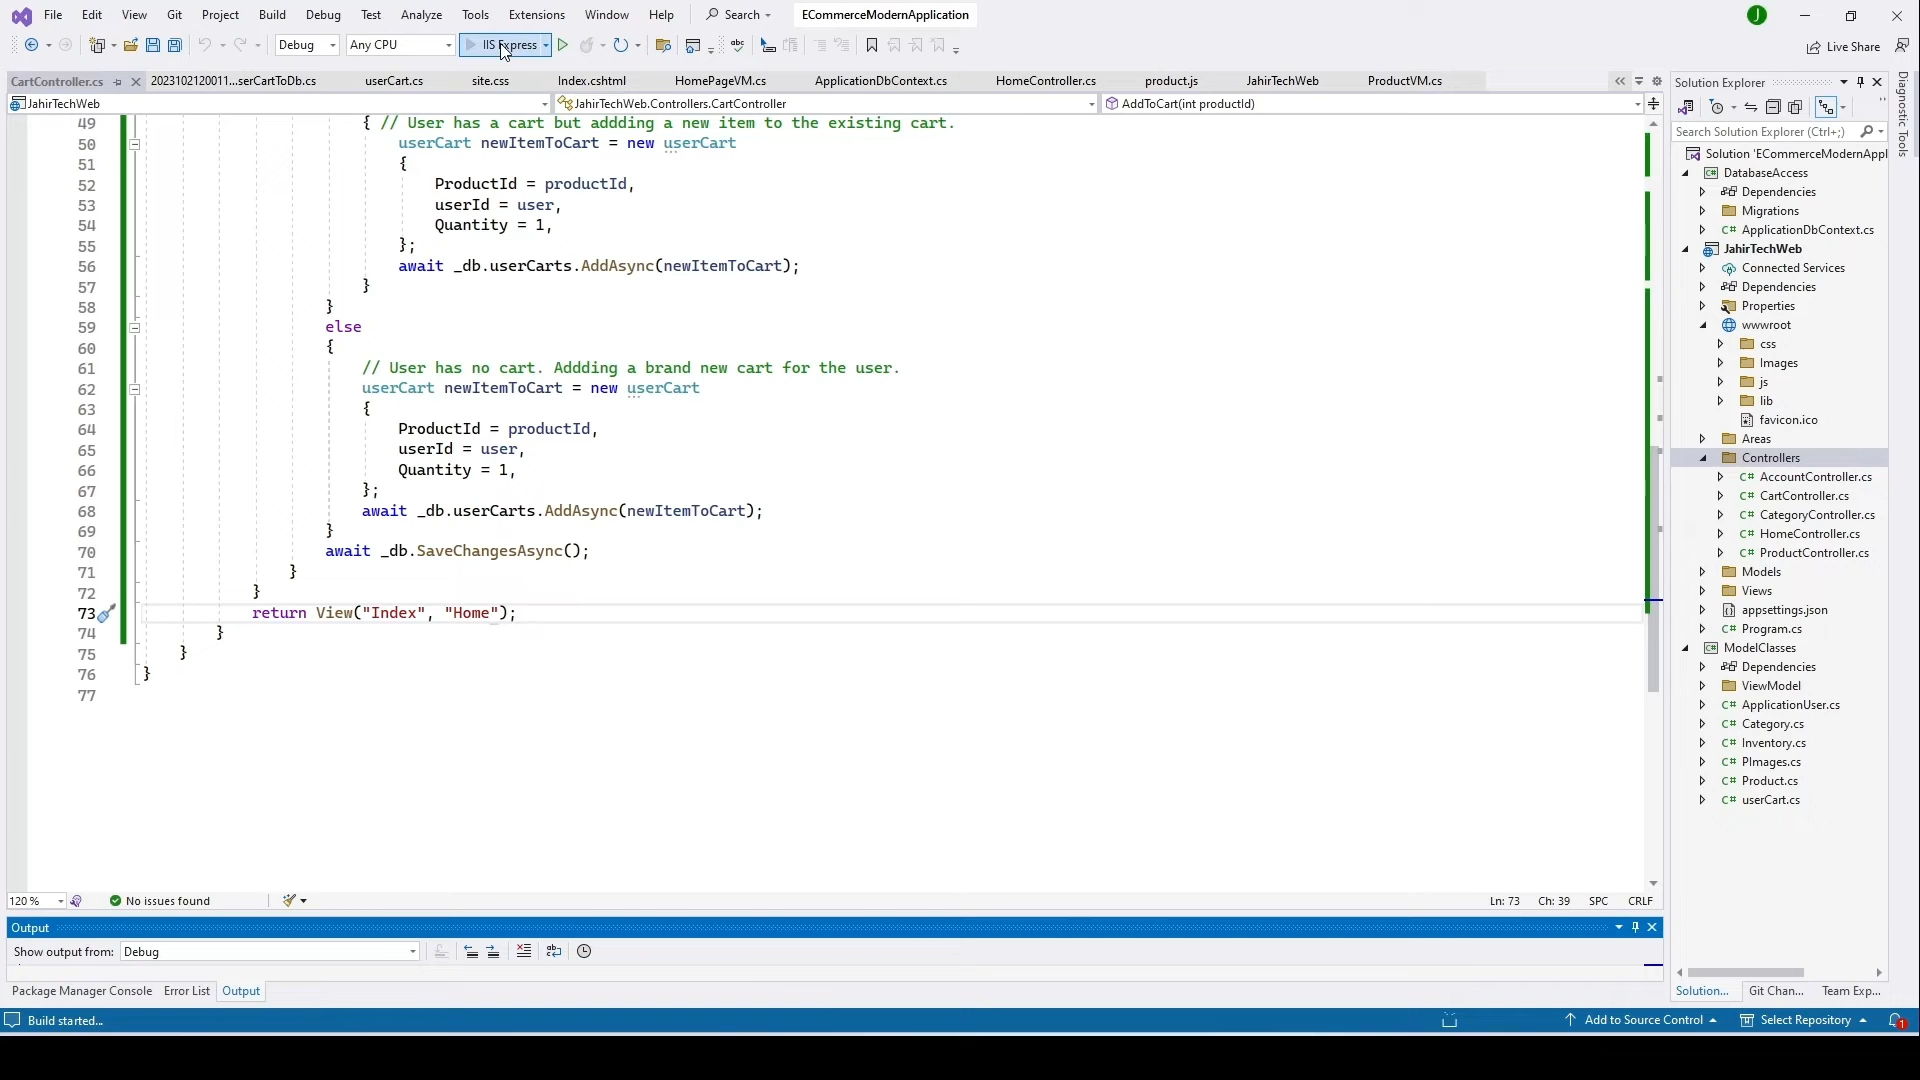 File Edit View Git Project Build Debug Test Analyze Tools Extensions Window Help Search ECommerceModernApplication J
Debug Any CPU IIS Express Live Share
CartController.cs 2023102120011...serCartToDb.cs userCart.cs site.css Index.cshtml HomePageVM.cs ApplicationDbContext.cs HomeController.cs product.js JahirTechWeb ProductVM.cs
JahirTechWeb JahirTechWeb.Controllers.CartController AddToCart(int productId)
49 { // User has a cart but addding a new item to the existing cart.
50 userCart newItemToCart = new userCart
51 {
52 ProductId = productId,
53 userId = user,
54 Quantity = 1,
55 };
56 await _db.userCarts.AddAsync(newItemToCart);
57 }
58 }
59 else
60 {
61 // User has no cart. Addding a brand new cart for the user.
62 userCart newItemToCart = new userCart
63 {
64 ProductId = productId,
65 userId = user,
66 Quantity = 1,
67 };
68 await _db.userCarts.AddAsync(newItemToCart);
69 }
70 await _db.SaveChangesAsync();
71 }
72 }
73 return View("Index", "Home");
74 }
75 }
76 }
77
120 % No issues found Ln: 73 Ch: 39 SPC CRLF
Output
Show output from: Debug
Package Manager Console Error List Output
Build started... Add to Source Control Select Repository 1
Solution Explorer
Search Solution Explorer (Ctrl+;)
Solution 'ECommerceModernAppl
C# DatabaseAccess
Dependencies
Migrations
C# ApplicationDbContext.cs
JahirTechWeb
Connected Services
Dependencies
Properties
wwwroot
css
Images
js
lib
favicon.ico
Areas
Controllers
C# AccountController.cs
C# CartController.cs
C# CategoryController.cs
C# HomeController.cs
C# ProductController.cs
Models
Views
appsettings.json
C# Program.cs
C# ModelClasses
Dependencies
ViewModel
C# ApplicationUser.cs
C# Category.cs
C# Inventory.cs
C# PImages.cs
C# Product.cs
C# userCart.cs
Solution... Git Chan... Team Exp...
Diagnostic Tools